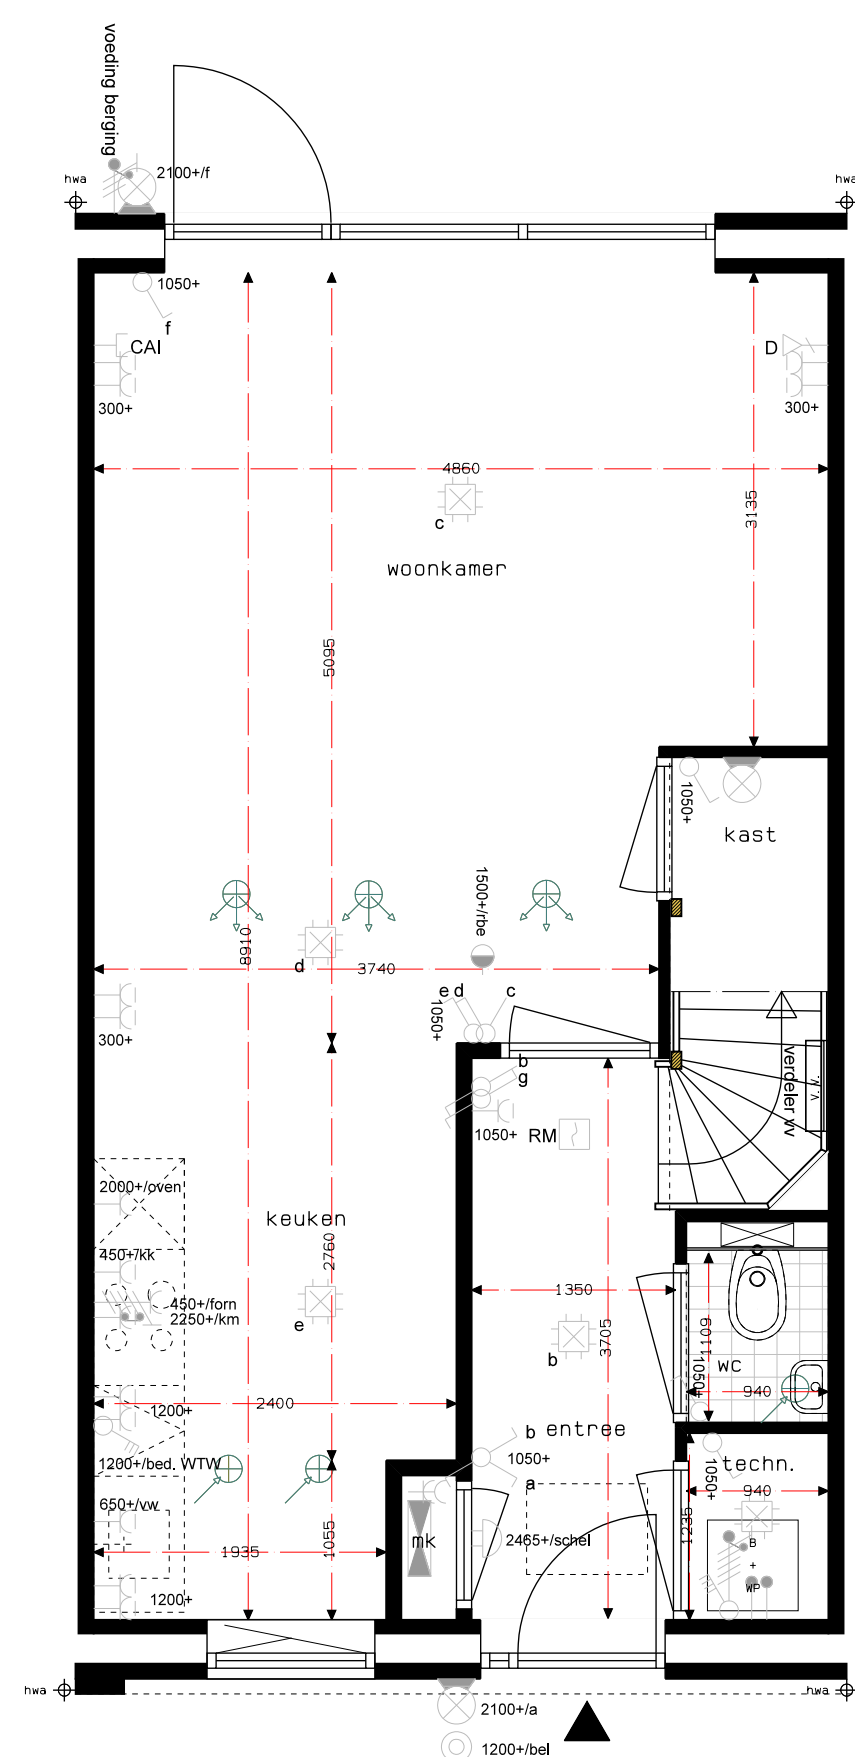 voeding berging
hwa
2100+/f
hwa
1050+
f
CAI
D
300+
300+
4860
3135
c
woonkamer
5095
1050+
kast
1500+/rbe
8910
d
3740
e d
c
1050+
300+
verdeler vv
v.v.
b
g
1050+
RM
2000+/oven
keuken
450+/kk
2760
1350
3705
1109
450+/forn
2250+/km
e
b
wc
1050+
940
2400
1200+
b
entree
1050+
a
techn.
1050+
940
1200+/bed. WTW
650+/vw
1055
mk
2465+/schel
1235
B
+
WP
1935
1200+
hwa
hwa
2100+/a
1200+/bel